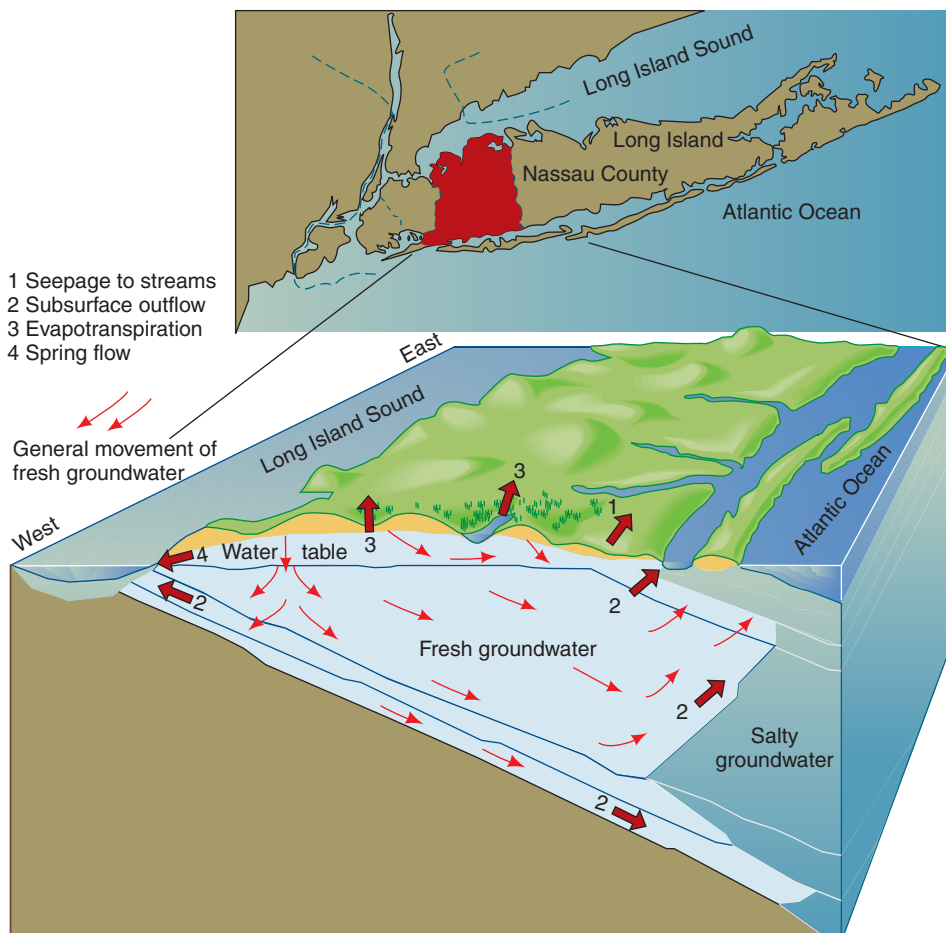 Long Island Sound
Long Island
Nassau County
Atlantic Ocean
1 Seepage to streams
2 Subsurface outflow
3 Evapotranspiration
4 Spring flow
General movement of
fresh groundwater
East
Long Island Sound
West
Atlantic Ocean
3
1
3
4
Water table
2
2
Fresh groundwater
2
Salty
groundwater
2